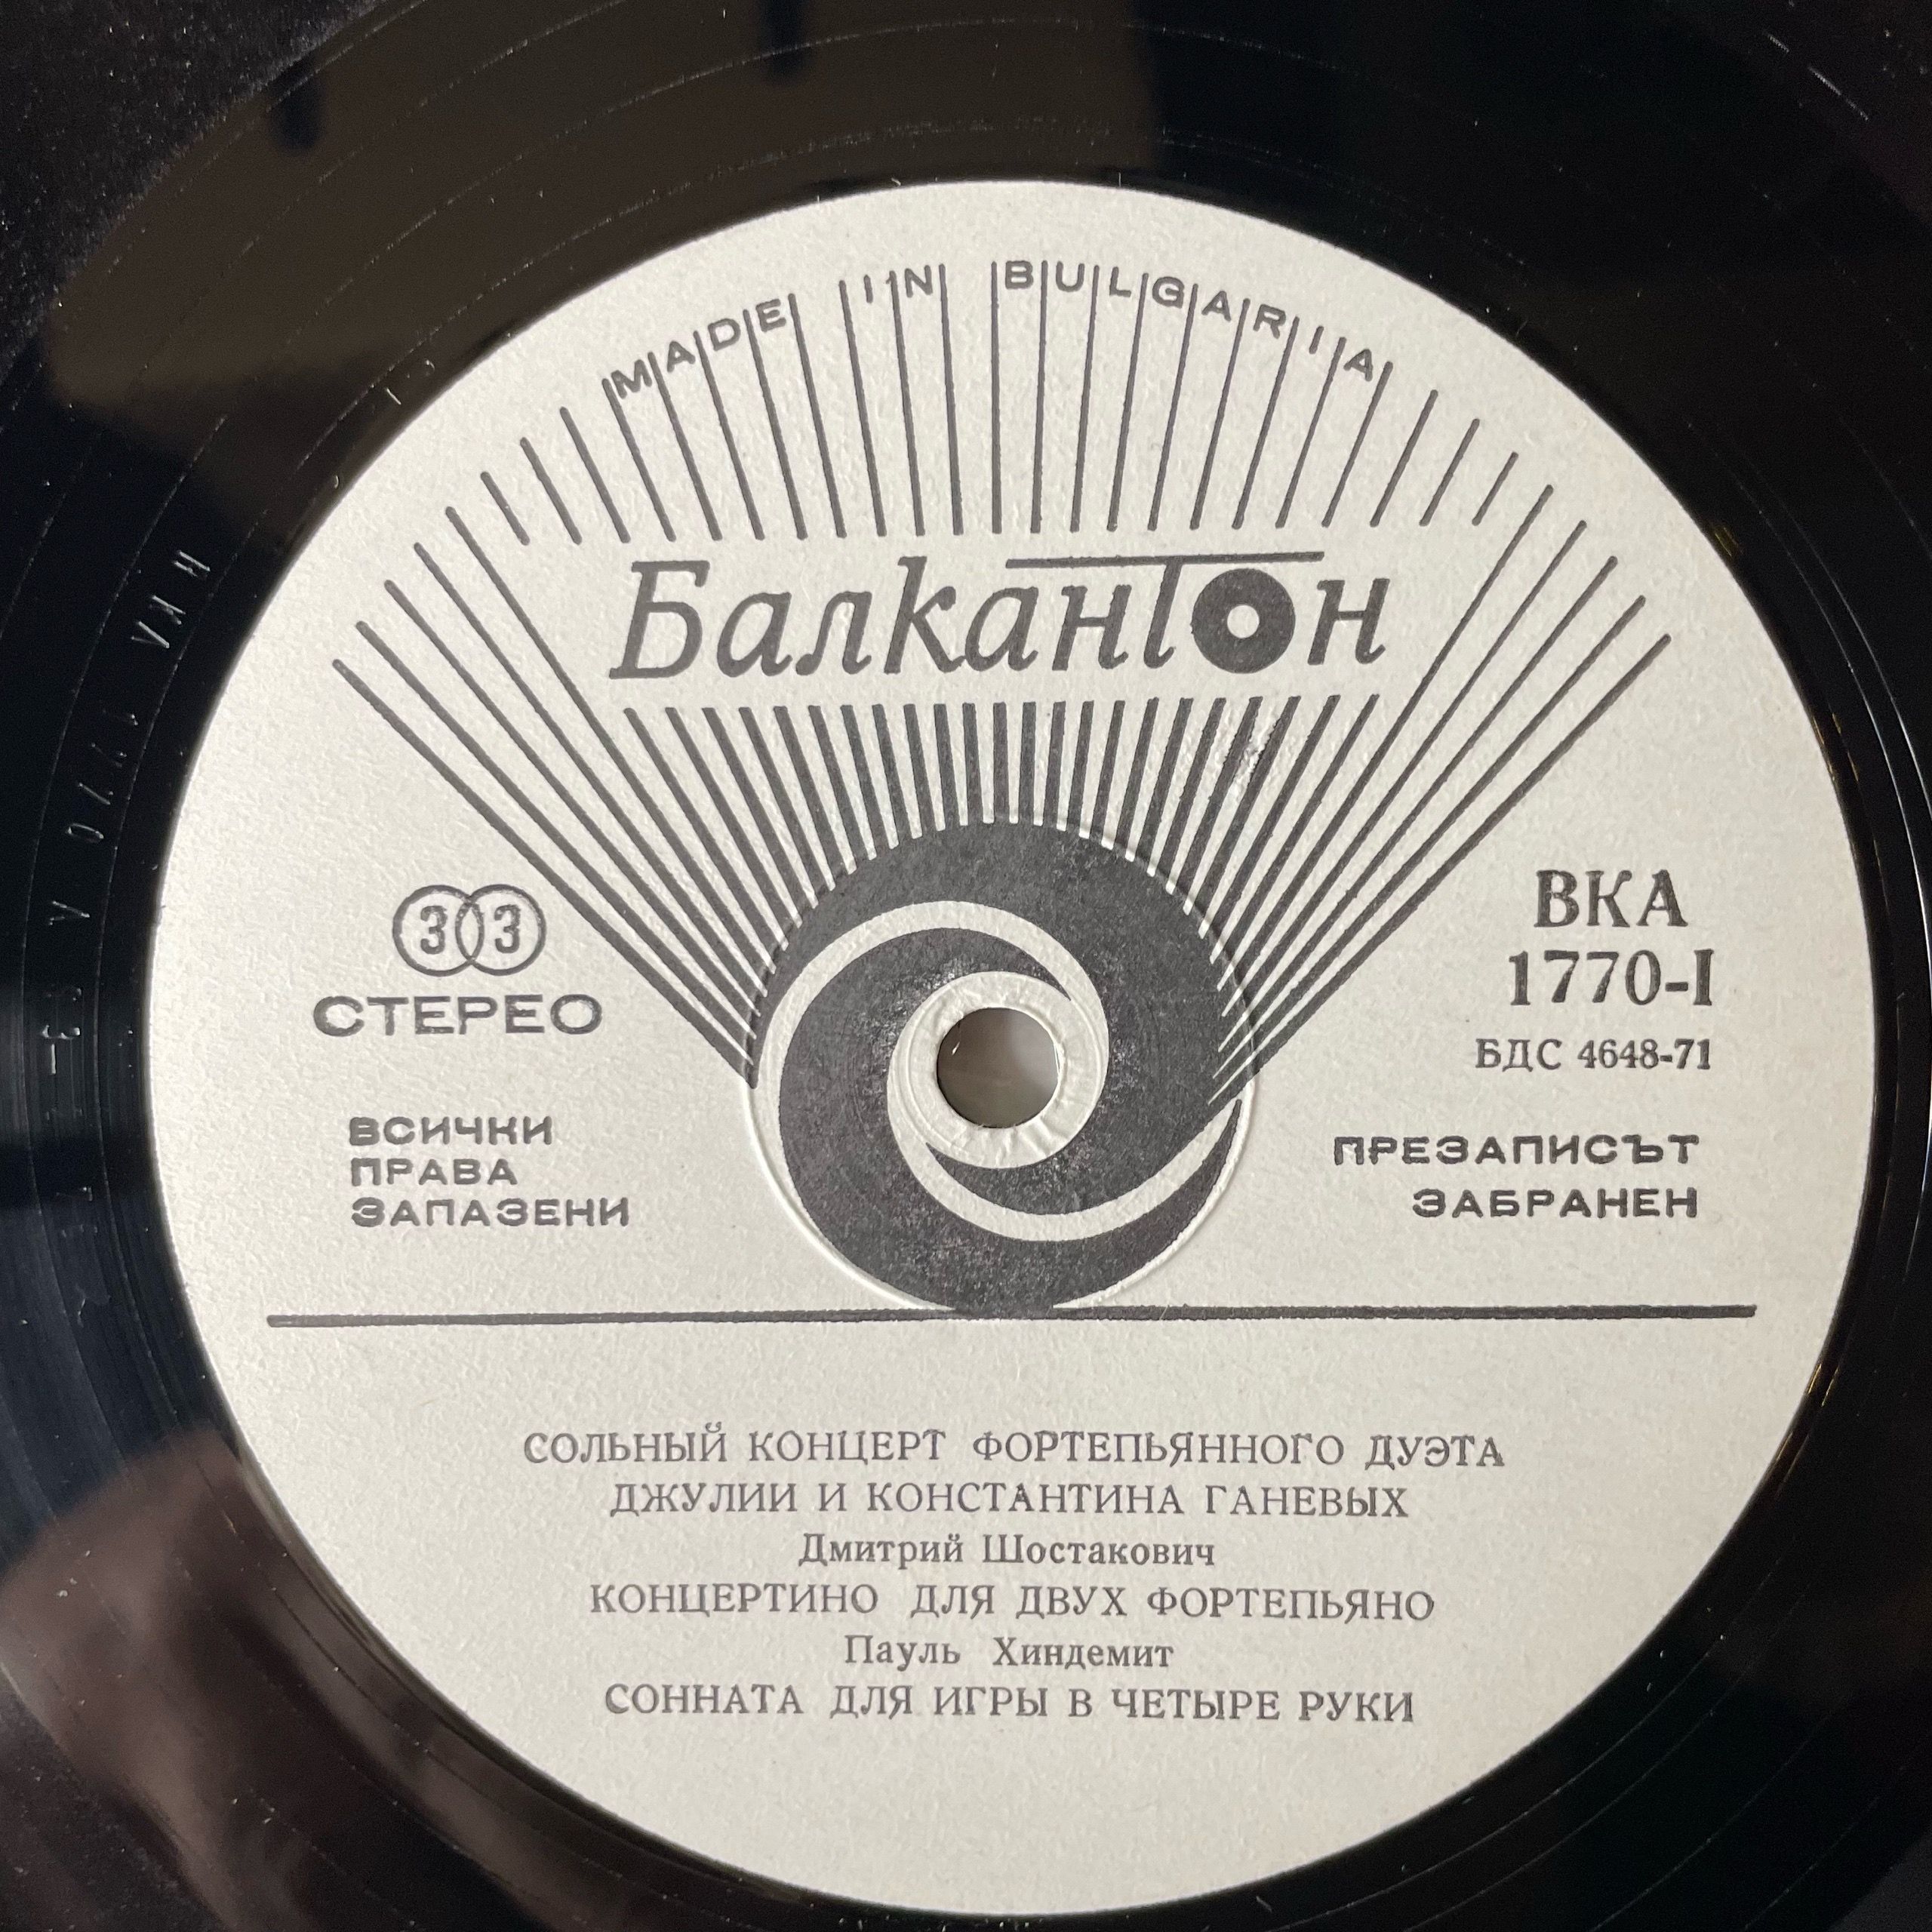 MADE IN BULGARIA
Балкантон
33
СТЕРЕО
ВКА
1770-I
БДС 4648-71
ВСИЧКИ
ПРАВА
ЗАПАЗЕНИ
ПРЕЗАПИСЪТ
ЗАБРАНЕН
СОЛЬНЫЙ КОНЦЕРТ ФОРТЕПЬЯННОГО ДУЭТА
ДЖУЛИИ И КОНСТАНТИНА ГАНЕВЫХ
Дмитрий Шостакович
КОНЦЕРТИНО ДЛЯ ДВУХ ФОРТЕПЬЯНО
Пауль Хиндемит
СОННАТА ДЛЯ ИГРЫ В ЧЕТЫРЕ РУКИ